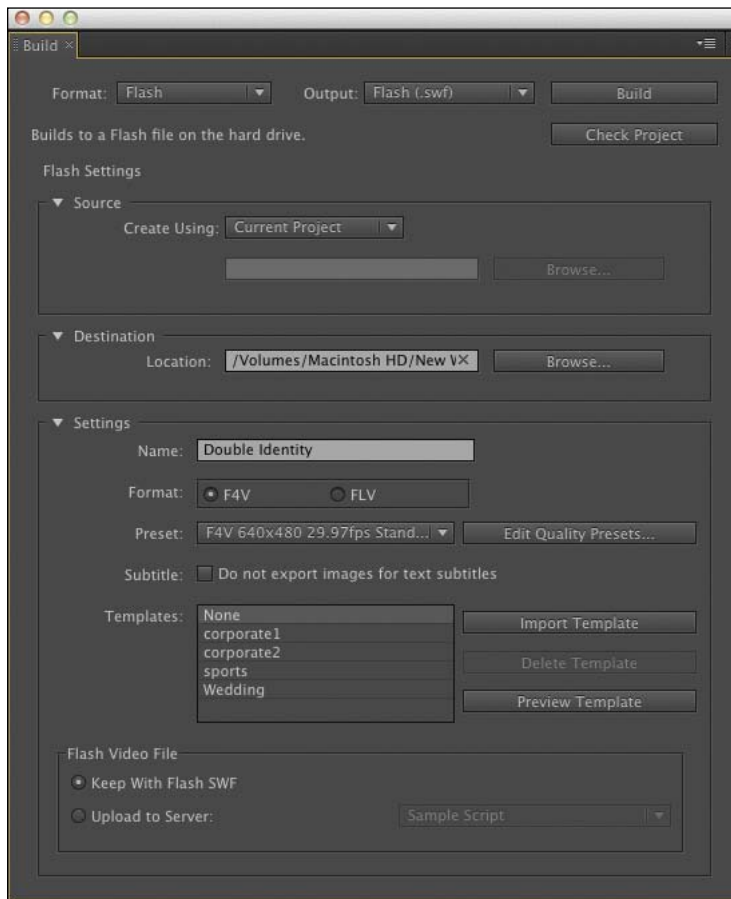 Build
Format: Flash Output: Flash (.swf) Build
Builds to a Flash file on the hard drive. Check Project
Flash Settings
Source
Create Using: Current Project
Browse...
Destination
Location: /Volumes/Macintosh HD/New Browse...
Settings
Name: Double Identity
Format: F4V FLV
Preset: F4V 640x480 29.97fps Stand... Edit Quality Presets...
Subtitle: Do not export images for text subtitles
Templates: None Import Template
corporate1
corporate2 Delete Template
sports
Wedding Preview Template
Flash Video File
Keep With Flash SWF
Upload to Server: Sample Script